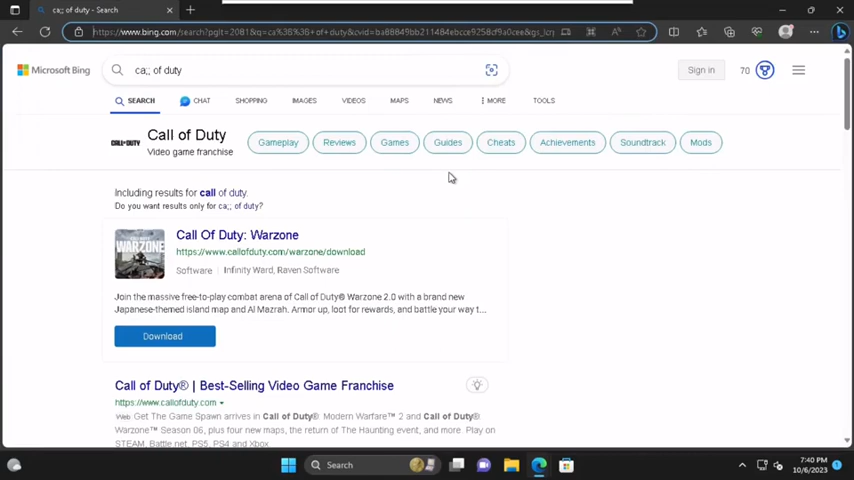 ca;; of duty - Search
https://www.bing.com/search?pglt=2081&q=ca%3B%3B+of+duty&cvid=ba88649bb211484ebcce9258cf9a0cee&gs_lcrp
Microsoft Bing
ca;; of duty
Sign in
70
SEARCH
CHAT
SHOPPING
IMAGES
VIDEOS
MAPS
NEWS
MORE
TOOLS
CALL OF DUTY
Call of Duty
Video game franchise
Gameplay
Reviews
Games
Guides
Cheats
Achievements
Soundtrack
Mods
Including results for call of duty.
Do you want results only for ca;; of duty?
WARZONE
Call Of Duty: Warzone
https://www.callofduty.com/warzone/download
Software
Infinity Ward, Raven Software
Join the massive free-to-play combat arena of Call of Duty® Warzone 2.0 with a brand new
Japanese-themed island map and Al Mazrah. Armor up, loot for rewards, and battle your way t...
Download
Call of Duty® | Best-Selling Video Game Franchise
https://www.callofduty.com
Web Get The Game Spawn arrives in Call of Duty®. Modern Warfare™ 2 and Call of Duty®.
Warzone™ Season 06, plus four new maps, the return of The Haunting event, and more. Play on
STEAM, Battle.net, PS5, PS4 and Xbox
Search
7:40 PM
10/6/2023